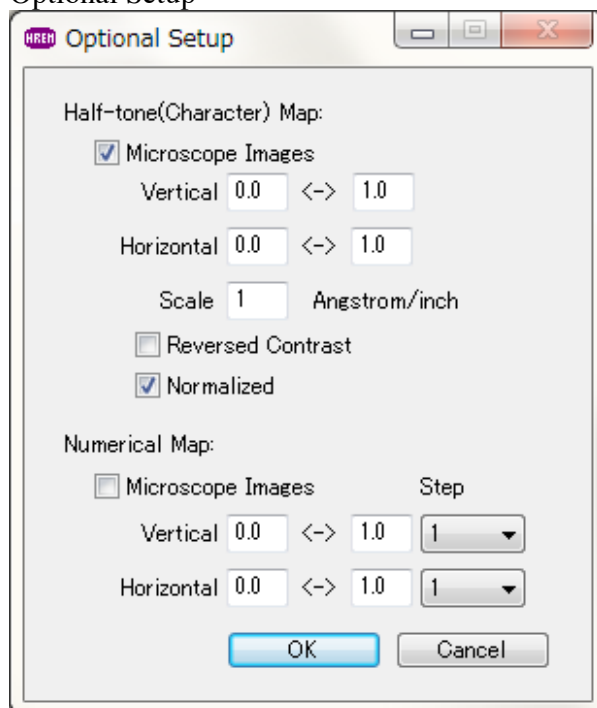 Optional Setup
HREM Optional Setup
Half-tone(Character) Map:
Microscope Images
Vertical 0.0 <-> 1.0
Horizontal 0.0 <-> 1.0
Scale 1 Angstrom/inch
Reversed Contrast
Normalized
Numerical Map:
Microscope Images Step
Vertical 0.0 <-> 1.0 1
Horizontal 0.0 <-> 1.0 1
OK Cancel